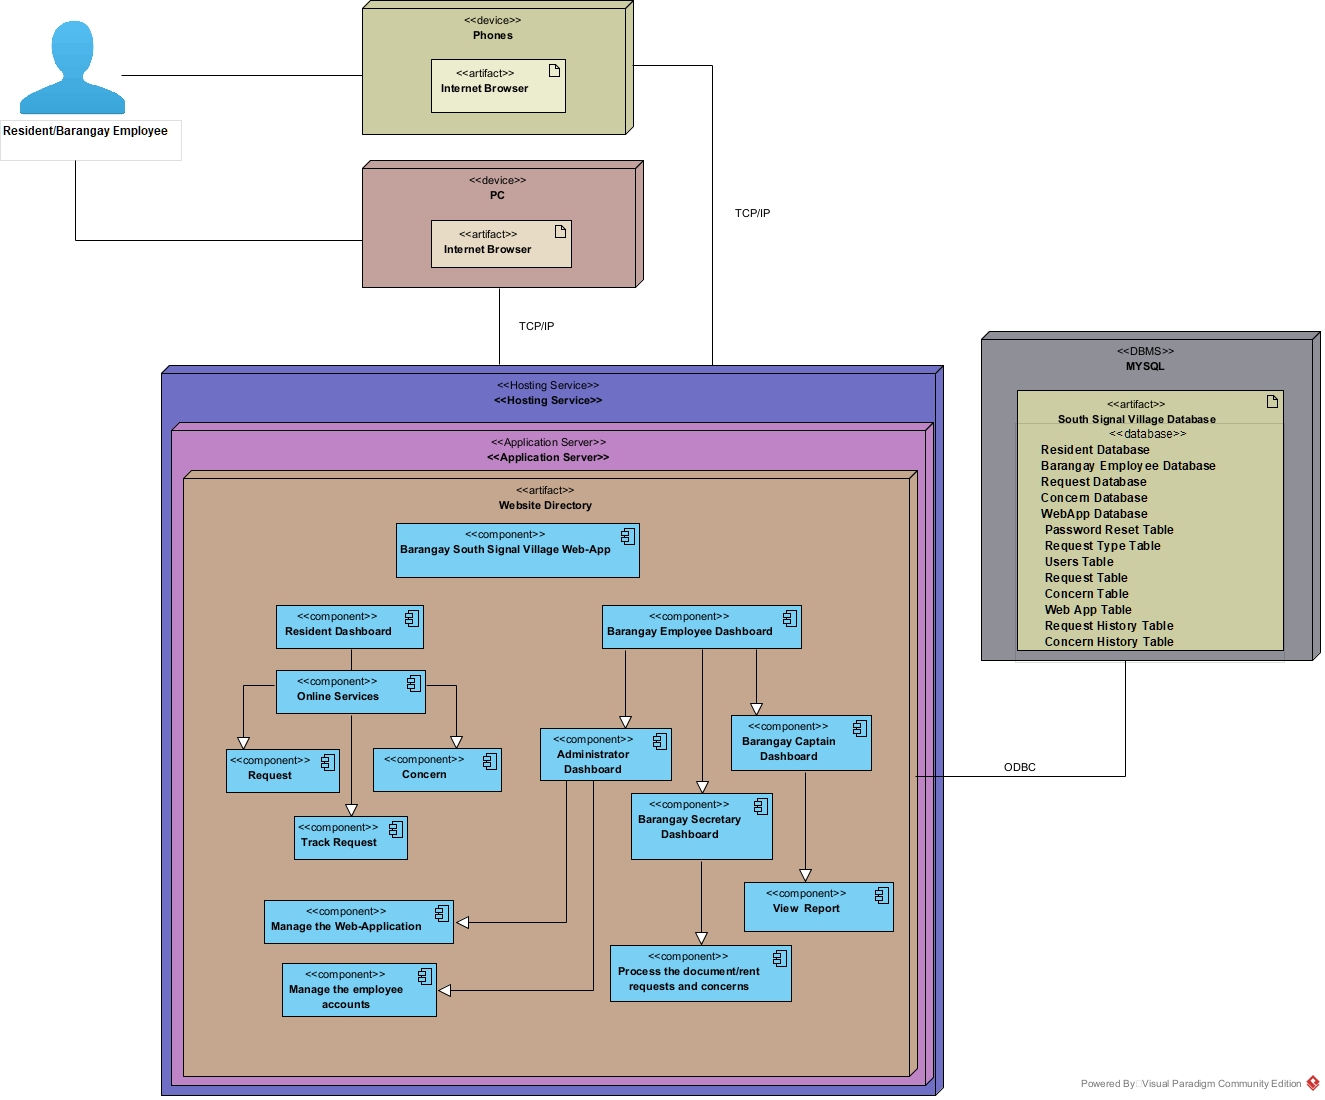 <<device>>
Phones
<<artifact>>
Internet Browser
Resident/Barangay Employee
<<device>>
PC
<<artifact>>
Internet Browser
TCP/IP
TCP/IP
<<Hosting Service>>
<<Hosting Service>>
<<Application Server>>
<<Application Server>>
<<artifact>>
Website Directory
<<component>>
Barangay South Signal Village Web-App
<<component>>
Resident Dashboard
<<component>>
Online Services
<<component>>
Request
<<component>>
Concern
<<component>>
Track Request
<<component>>
Barangay Employee Dashboard
<<component>>
Administrator
Dashboard
<<component>>
Barangay Captain
Dashboard
<<component>>
Barangay Secretary
Dashboard
<<component>>
View Report
<<component>>
Manage the Web-Application
<<component>>
Manage the employee
accounts
<<component>>
Process the document/rent
requests and concerns
<<DBMS>>
MYSQL
<<artifact>>
South Signal Village Database
<<database>>
Resident Database
Barangay Employee Database
Request Database
Concern Database
WebApp Database
Password Reset Table
Request Type Table
Users Table
Request Table
Concern Table
Web App Table
Request History Table
Concern History Table
ODBC
Powered By Visual Paradigm Community Edition